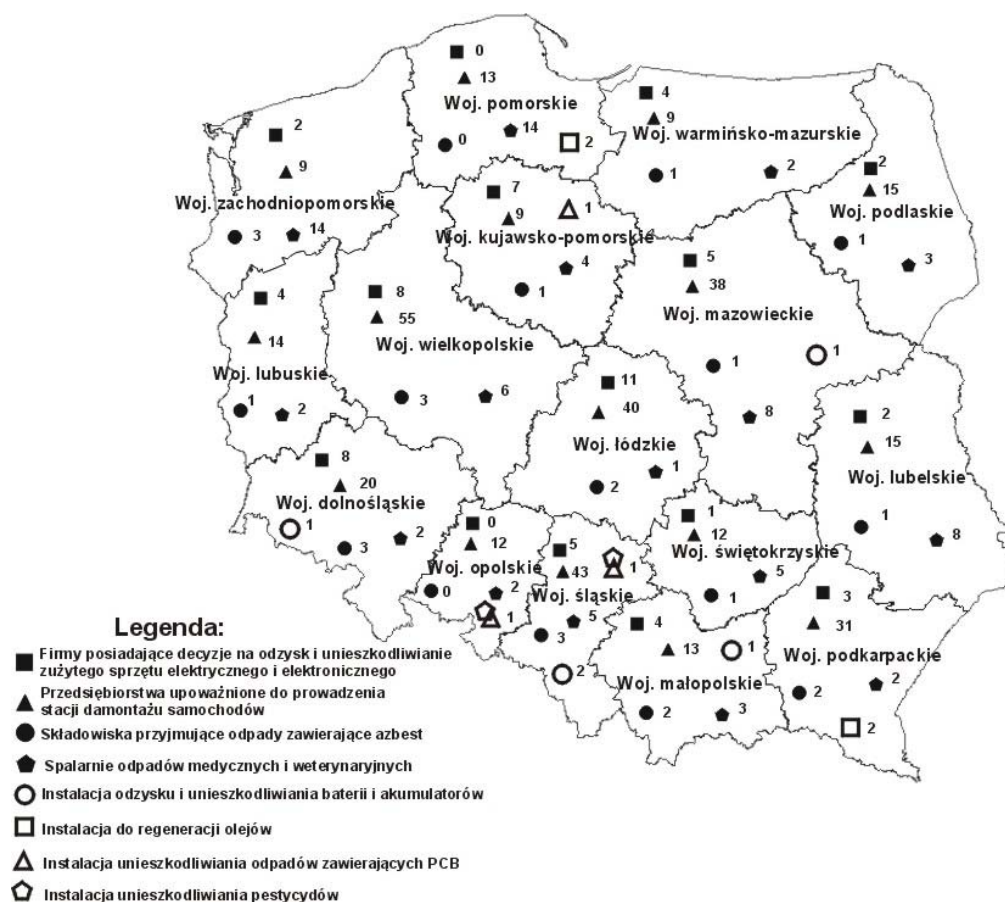 0
13
Woj. pomorskie
14
0
2
4
9
Woj. warmińsko-mazurskie
1
2
2
9
Woj. zachodniopomorskie
3
14
7
1
9
Woj. kujawsko-pomorskie
4
1
2
15
Woj. podlaskie
1
3
4
14
Woj. lubuskie
1
2
8
55
Woj. wielkopolskie
3
6
5
38
Woj. mazowieckie
1
1
8
11
40
Woj. łódzkie
1
2
2
15
Woj. lubelskie
1
8
8
20
Woj. dolnośląskie
1
2
3
0
12
Woj. opolskie
0
2
1
5
43
1
Woj. śląskie
5
3
2
1
12
Woj. świętokrzyskie
5
1
4
13
1
Woj. małopolskie
2
3
3
31
Woj. podkarpackie
2
2
2
Legenda:
Firmy posiadające decyzje na odzysk i unieszkodliwianie
zużytego sprzętu elektrycznego i elektronicznego
Przedsiębiorstwa upoważnione do prowadzenia
stacji damontażu samochodów
Składowiska przyjmujące odpady zawierające azbest
Spalarnie odpadów medycznych i weterynaryjnych
Instalacja odzysku i unieszkodliwiania baterii i akumulatorów
Instalacja do regeneracji olejów
Instalacja unieszkodliwiania odpadów zawierających PCB
Instalacja unieszkodliwiania pestycydów